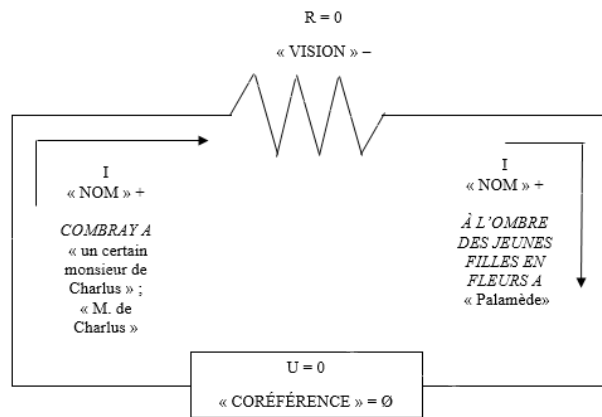 R = 0
« VISION » –
I
« NOM » +
COMBRAY A
« un certain
monsieur de
Charlus » ;
« M. de
Charlus »
I
« NOM » +
À L’OMBRE
DES JEUNES
FILLES EN
FLEURS A
« Palamède»
U = 0
« CORÉFÉRENCE » = Ø